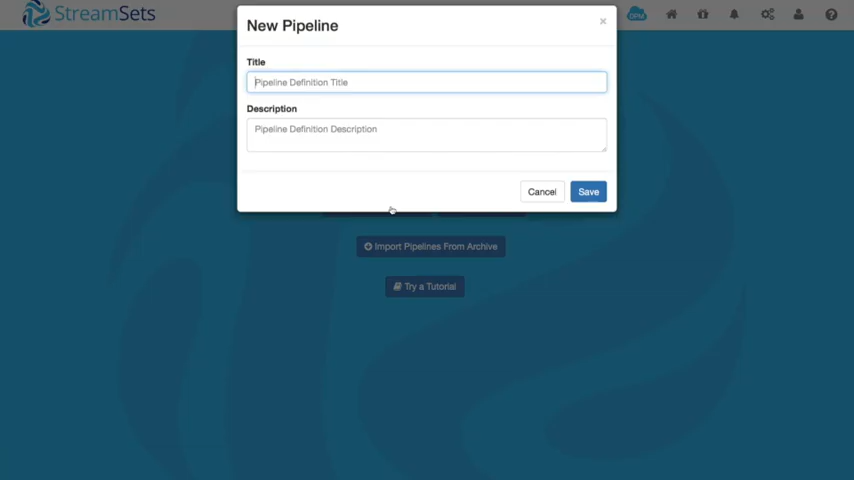 StreamSets
DPM
New Pipeline
×
Title
Pipeline Definition Title
Description
Pipeline Definition Description
Cancel
Save
Import Pipelines From Archive
Try a Tutorial